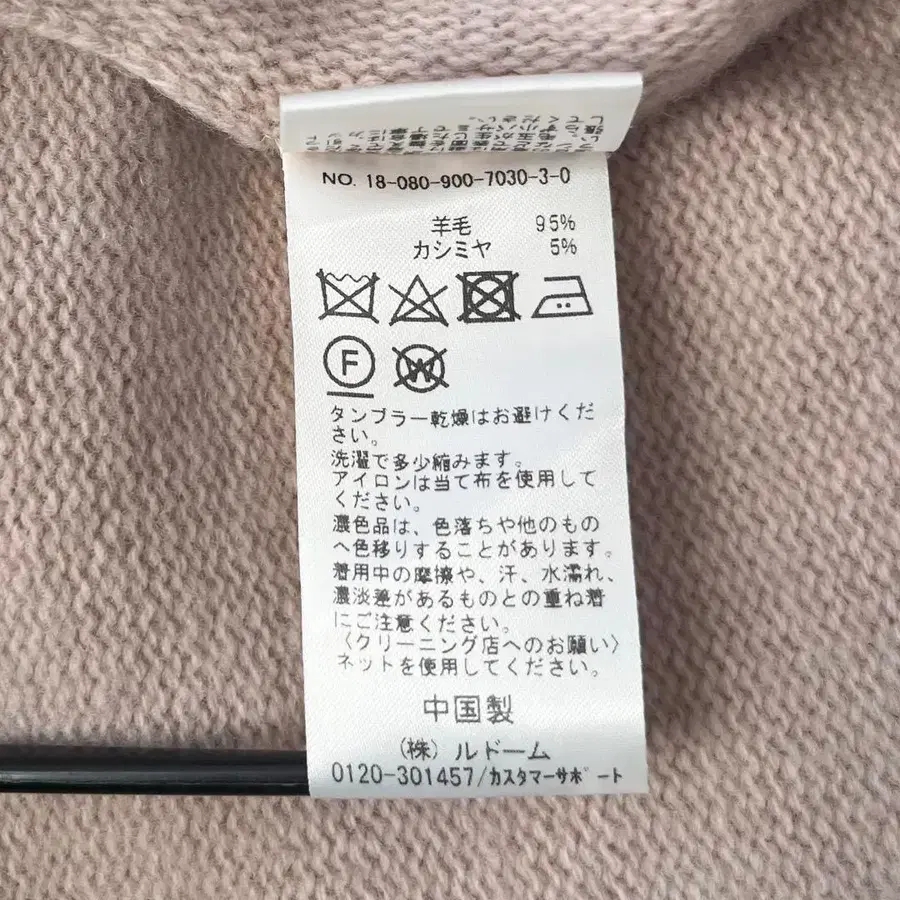 NO. 18-080-900-7030-3-0
羊毛 95%
カシミヤ 5%
F
W
タンブラー乾燥はお避けくだ
さい。
洗濯で多少縮みます。
アイロンは当て布を使用して
ください。
濃色品は、色落ちや他のもの
へ色移りすることがあります。
着用中の摩擦や、汗、水濡れ、
濃淡差があるものとの重ね着
にご注意ください。
〈クリーニング店へのお願い〉
ネットを使用してください。
中国製
(株) ルドーム
0120-301457/カスタマーサポート